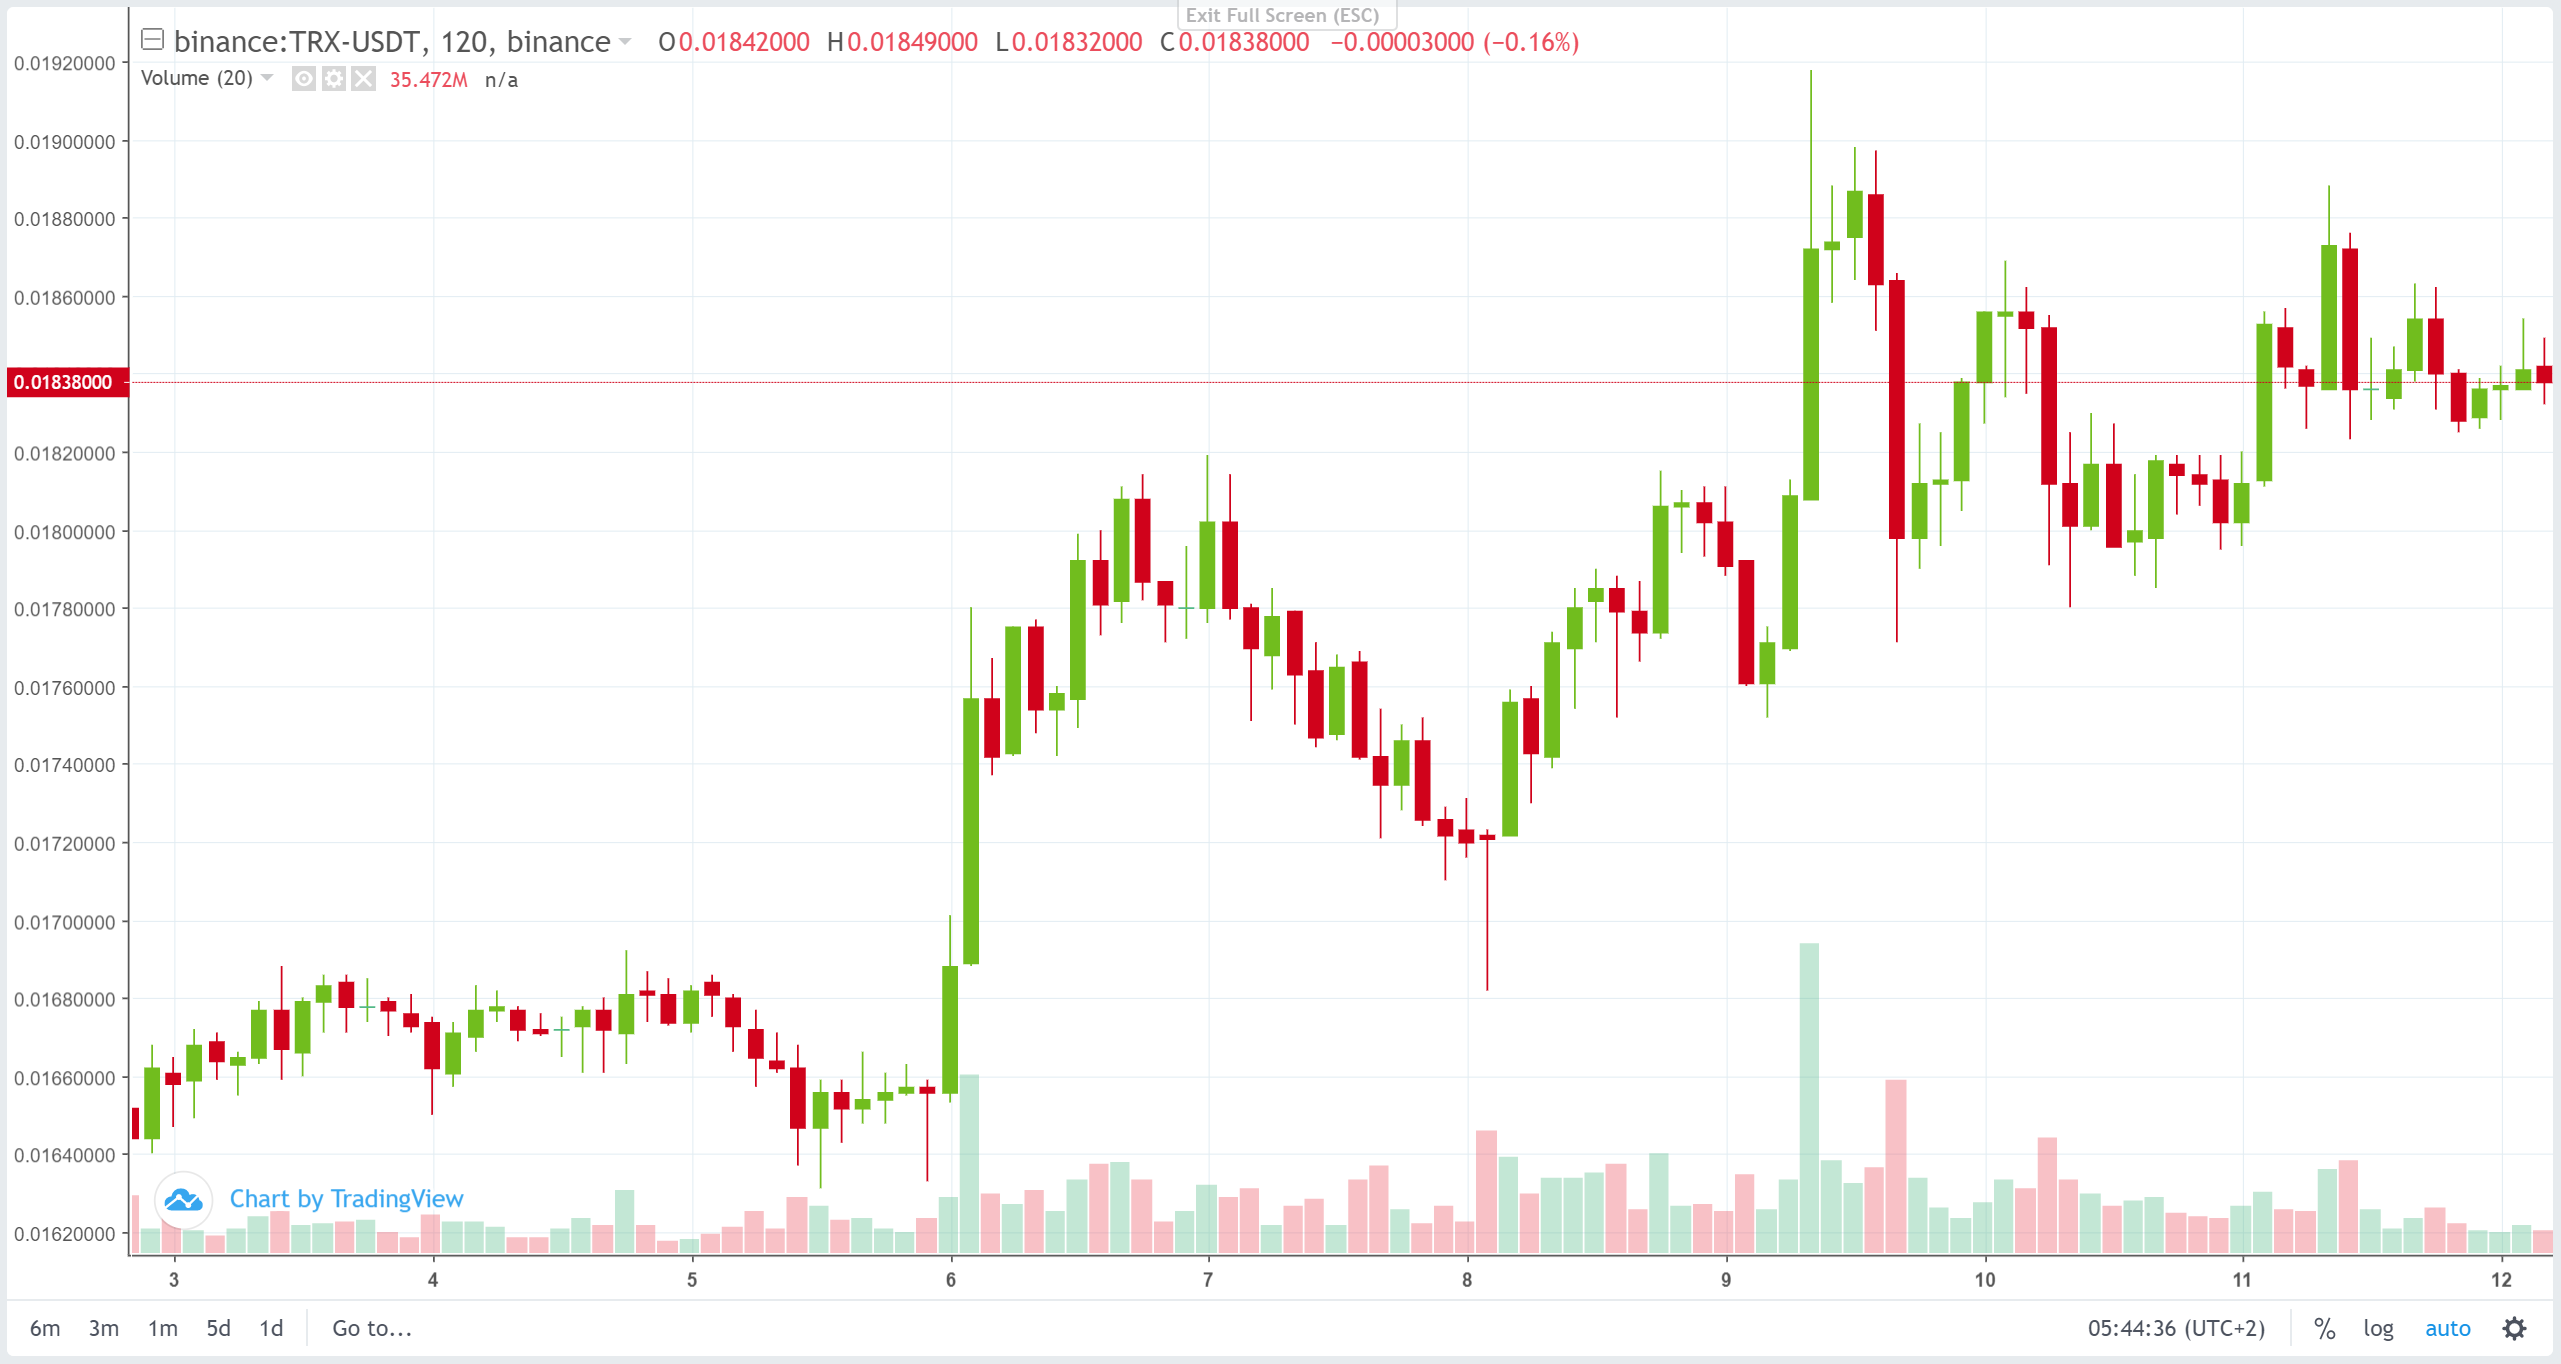 Exit Full Screen (ESC)
binance:TRX-USDT, 120, binance O0.01842000 H0.01849000 L0.01832000 C0.01838000 −0.00003000 (−0.16%)
Volume (20) 35.472M n/a
0.01920000
0.01900000
0.01880000
0.01860000
0.01838000
0.01820000
0.01800000
0.01780000
0.01760000
0.01740000
0.01720000
0.01700000
0.01680000
0.01660000
0.01640000
0.01620000
Chart by TradingView
3 4 5 6 7 8 9 10 11 12
6m 3m 1m 5d 1d Go to... 05:44:36 (UTC+2) % log auto